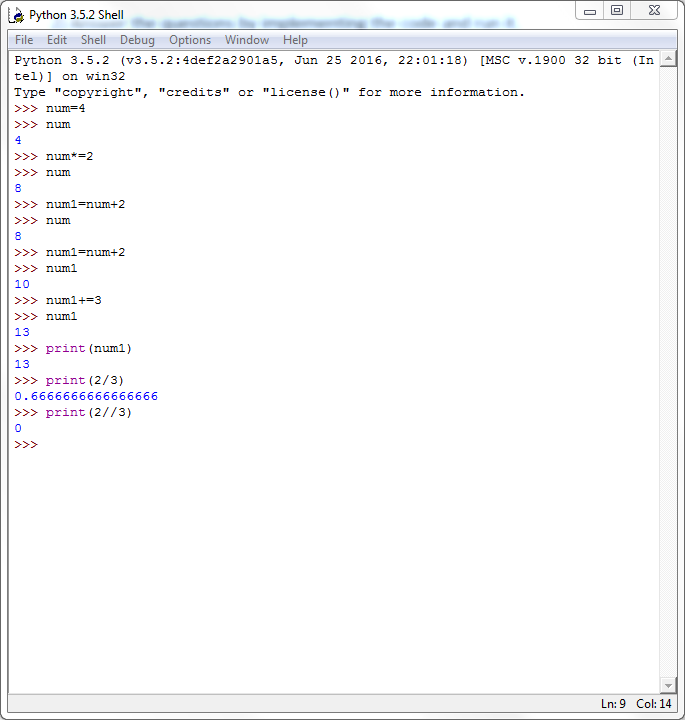 Python 3.5.2 Shell
File Edit Shell Debug Options Window Help
Python 3.5.2 (v3.5.2:4def2a2901a5, Jun 25 2016, 22:01:18) [MSC v.1900 32 bit (In
tel)] on win32
Type "copyright", "credits" or "license()" for more information.
>>> num=4
>>> num
4
>>> num*=2
>>> num
8
>>> num1=num+2
>>> num
8
>>> num1=num+2
>>> num1
10
>>> num1+=3
>>> num1
13
>>> print(num1)
13
>>> print(2/3)
0.6666666666666666
>>> print(2//3)
0
>>>
Ln: 9 Col: 14